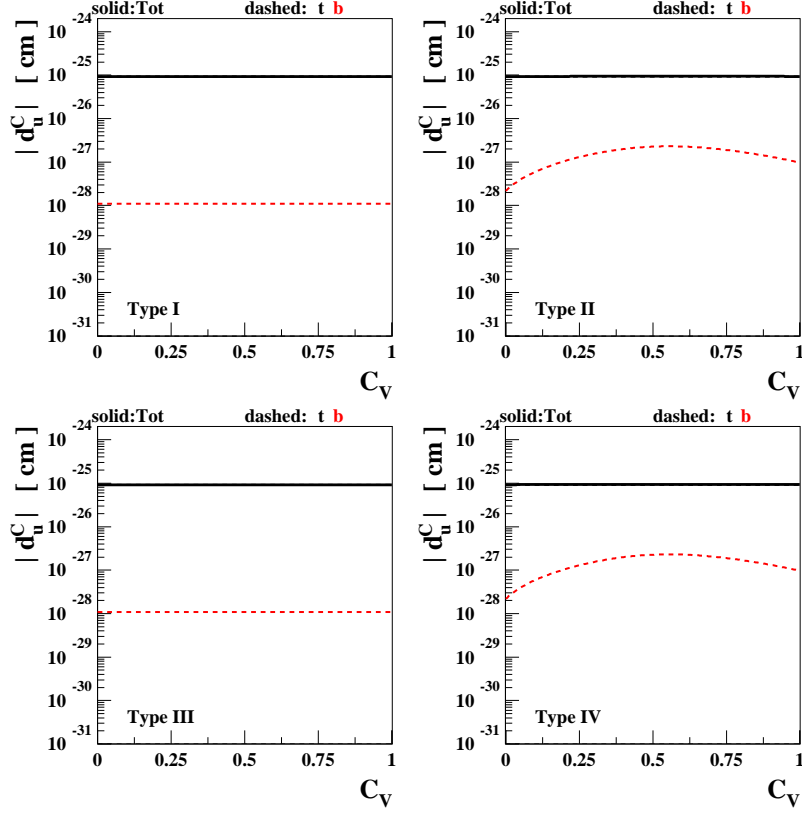 solid:Tot dashed: t b
| d_u^C | [ cm ]
10^-24
10^-25
10^-26
10^-27
10^-28
10^-29
10^-30
10^-31
Type I
0 0.25 0.5 0.75 1
C_V
solid:Tot dashed: t b
| d_u^C | [ cm ]
10^-24
10^-25
10^-26
10^-27
10^-28
10^-29
10^-30
10^-31
Type II
0 0.25 0.5 0.75 1
C_V
solid:Tot dashed: t b
| d_u^C | [ cm ]
10^-24
10^-25
10^-26
10^-27
10^-28
10^-29
10^-30
10^-31
Type III
0 0.25 0.5 0.75 1
C_V
solid:Tot dashed: t b
| d_u^C | [ cm ]
10^-24
10^-25
10^-26
10^-27
10^-28
10^-29
10^-30
10^-31
Type IV
0 0.25 0.5 0.75 1
C_V